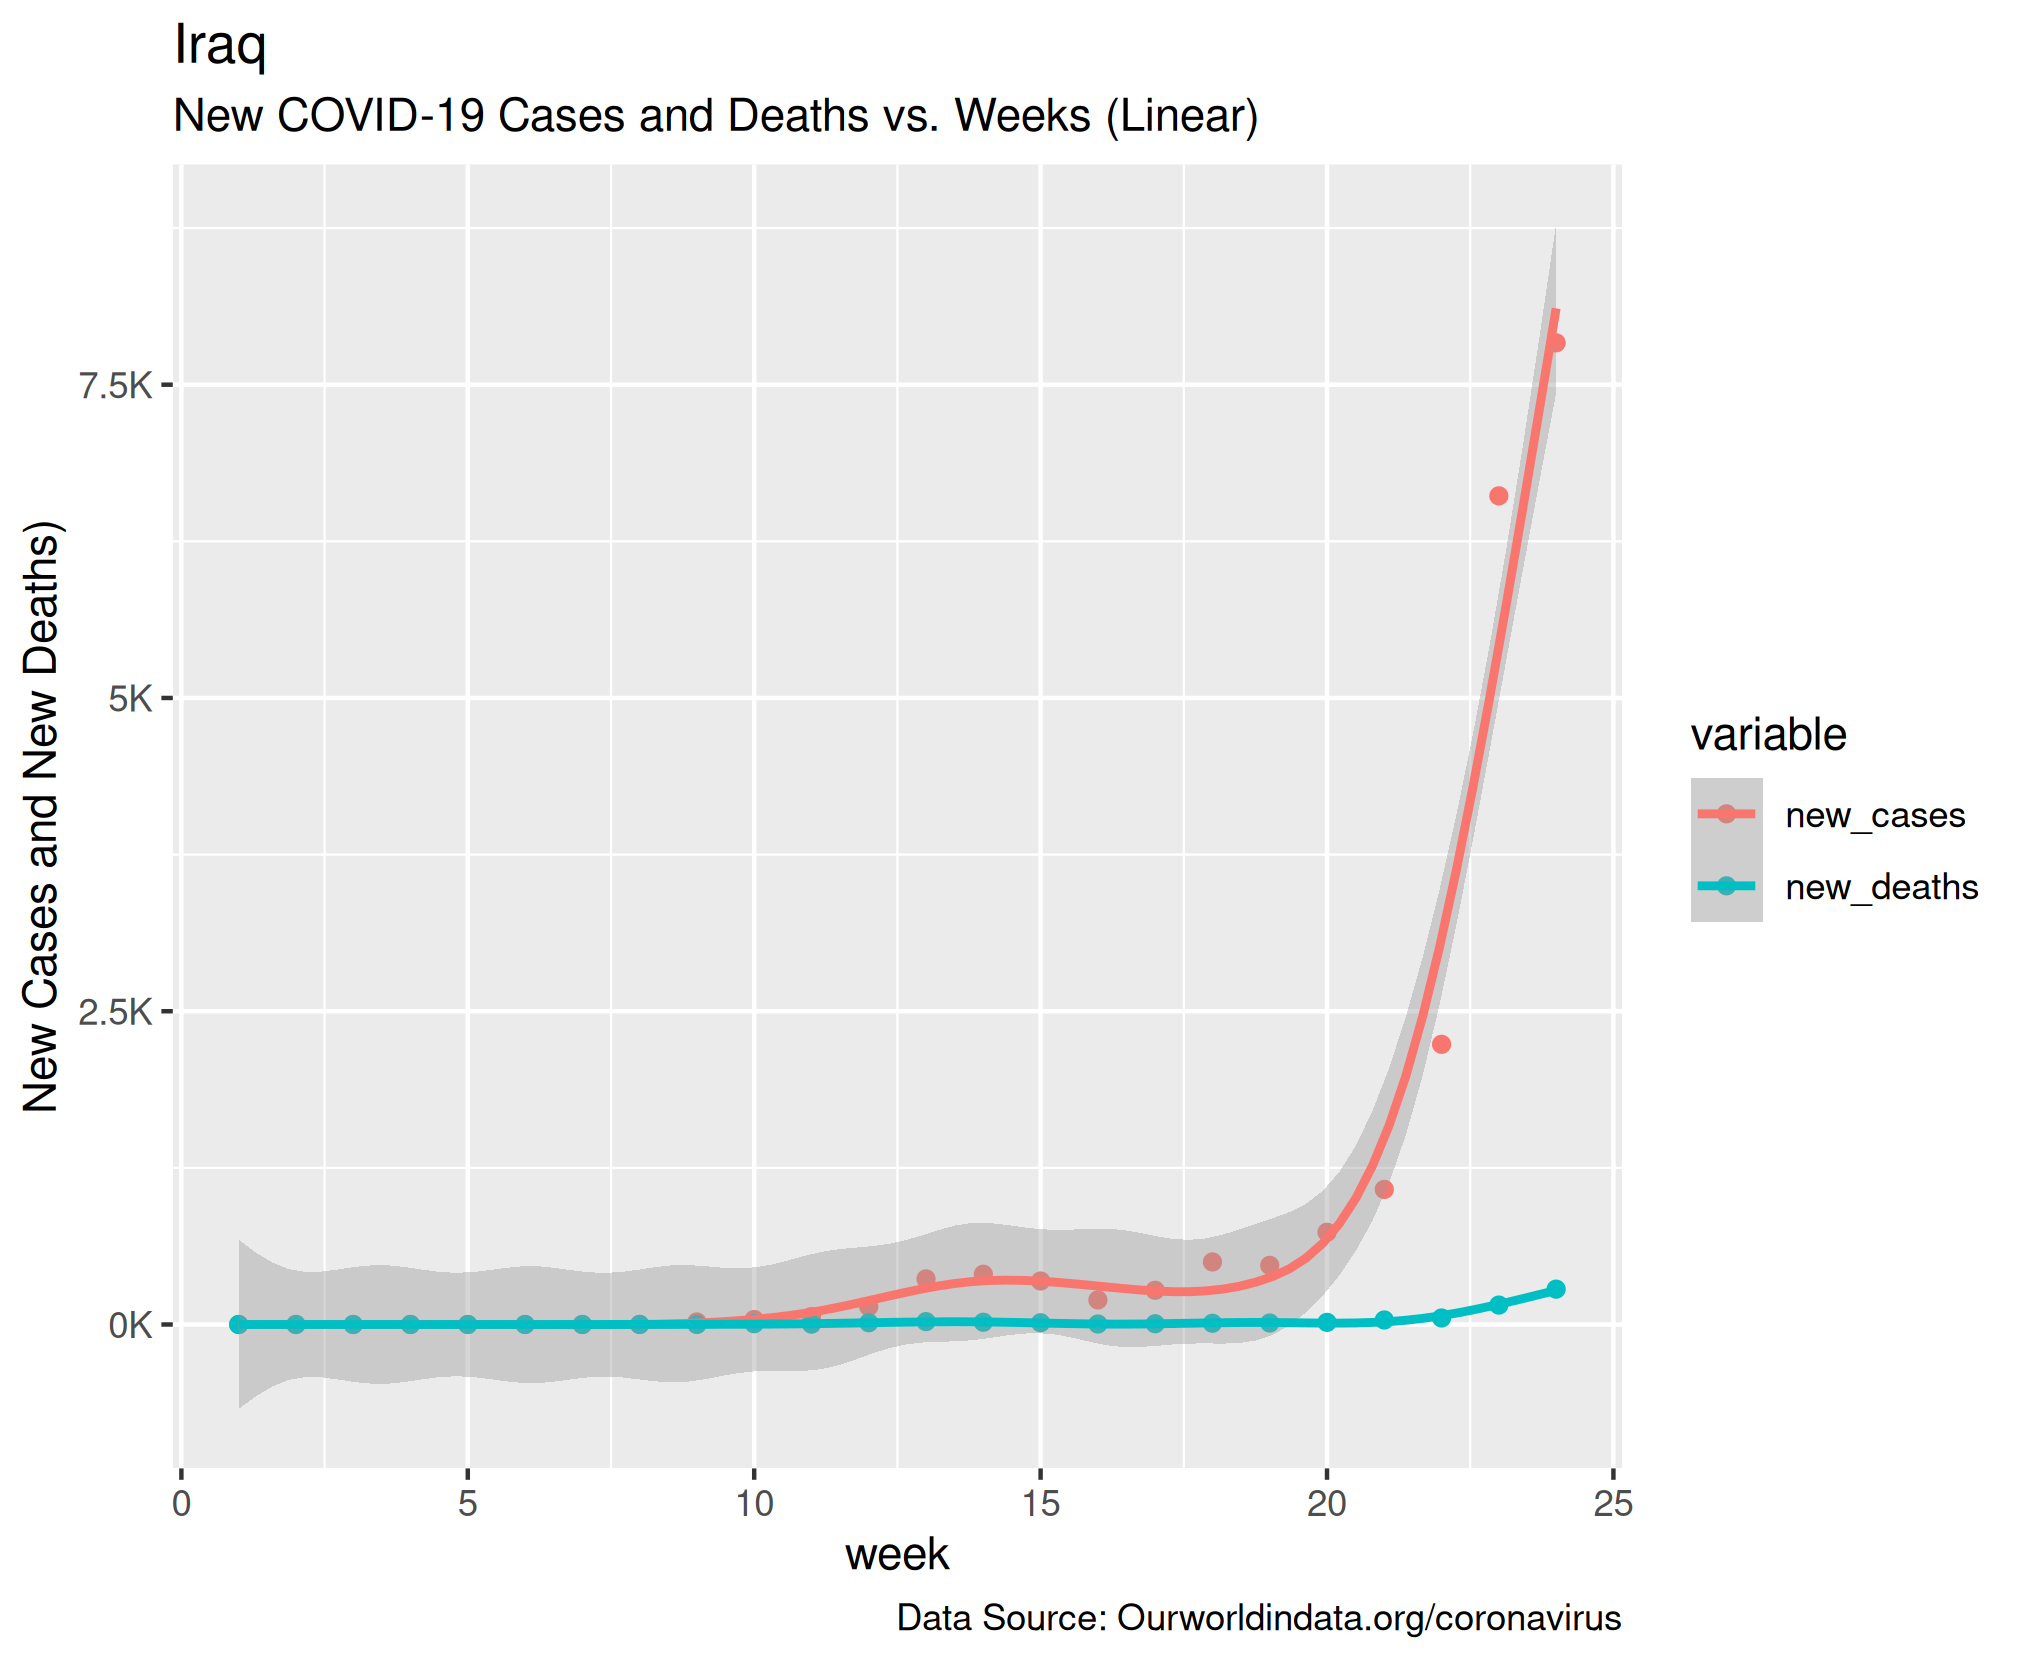 Iraq
New COVID-19 Cases and Deaths vs. Weeks (Linear)
New Cases and New Deaths)
7.5K
5K
2.5K
0K
0 5 10 15 20 25
week
variable
new_cases
new_deaths
Data Source: Ourworldindata.org/coronavirus